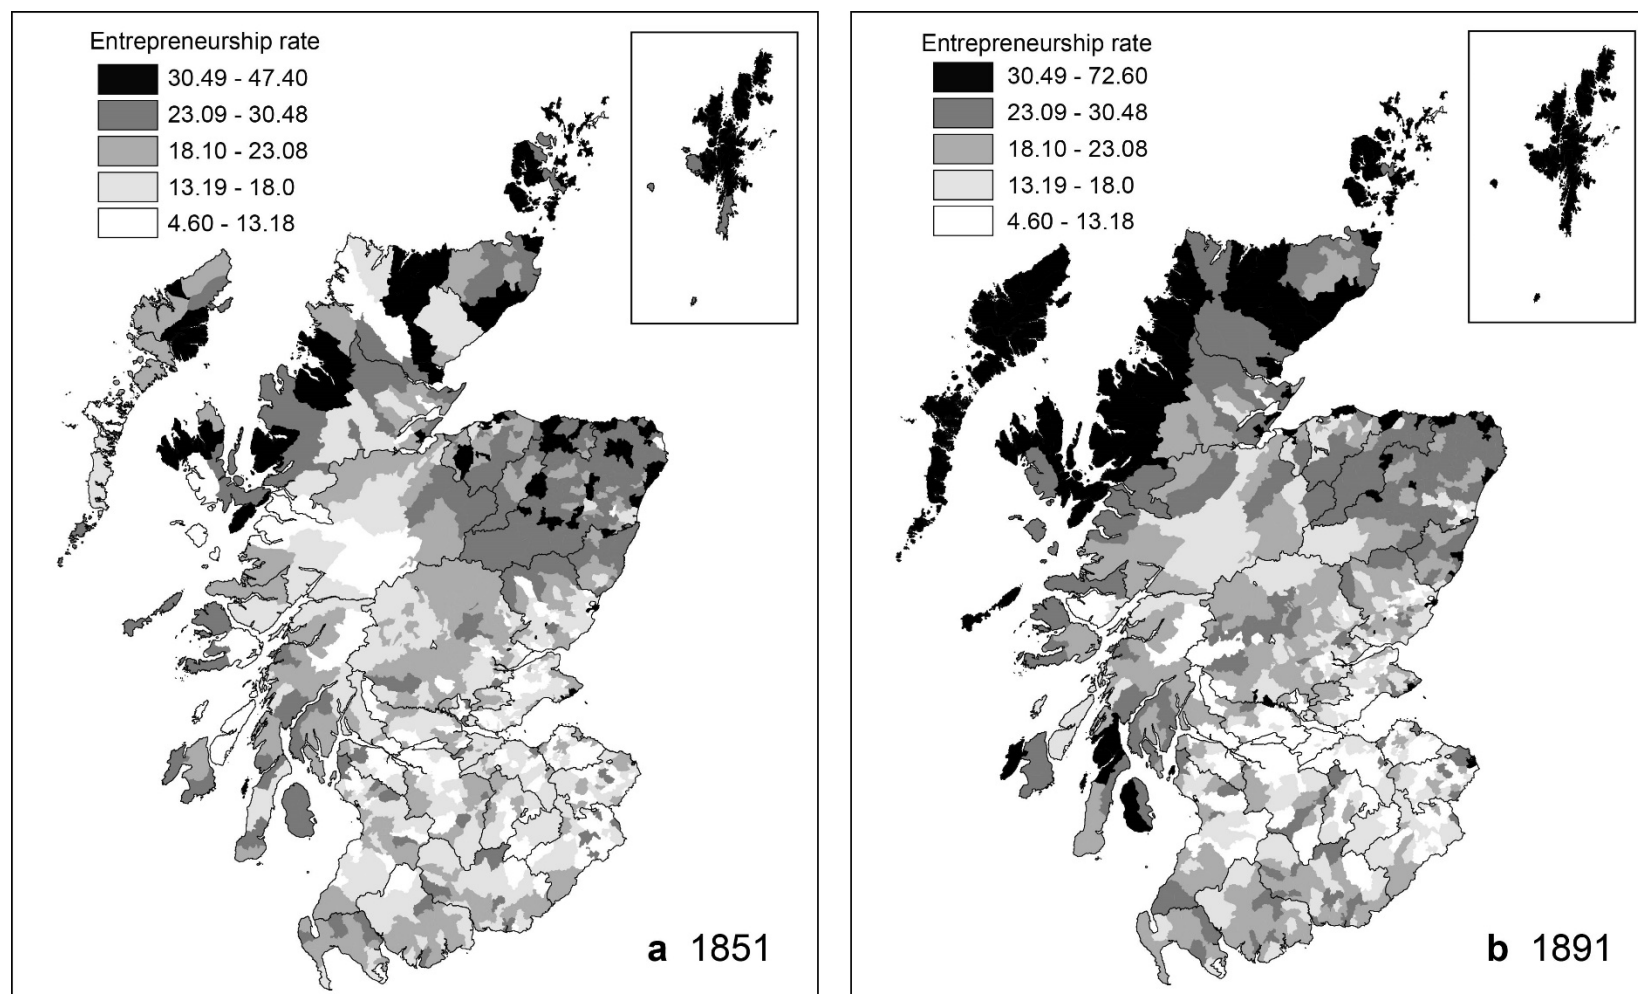 Entrepreneurship rate
30.49 - 47.40
23.09 - 30.48
18.10 - 23.08
13.19 - 18.0
4.60 - 13.18
a 1851
Entrepreneurship rate
30.49 - 72.60
23.09 - 30.48
18.10 - 23.08
13.19 - 18.0
4.60 - 13.18
b 1891